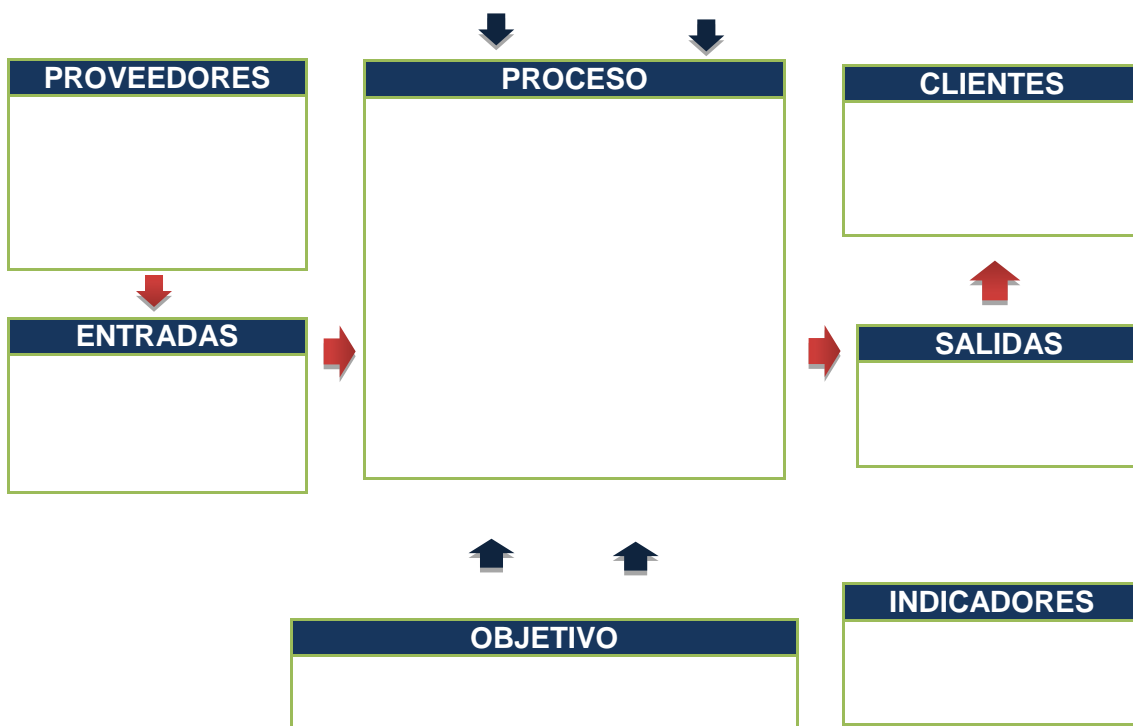 PROVEEDORES
PROCESO
CLIENTES
ENTRADAS
SALIDAS
INDICADORES
OBJETIVO